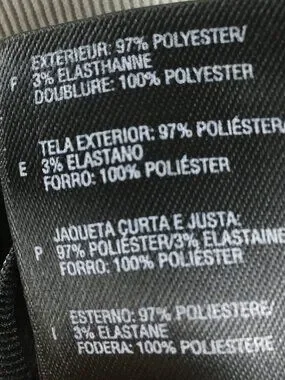 EXTERIEUR: 97% POLYESTER/
F 3% ELASTHANNE
DOUBLURE: 100% POLYESTER
TELA EXTERIOR: 97% POLIÉSTER/
E 3% ELASTANO
FORRO: 100% POLIÉSTER
JAQUETA CURTA E JUSTA:
P 97% POLIÉSTER/3% ELASTAINE
FORRO: 100% POLIÉSTER
ESTERNO: 97% POLIESTERE/
I 3% ELASTANE
FODERA: 100% POLIESTERE